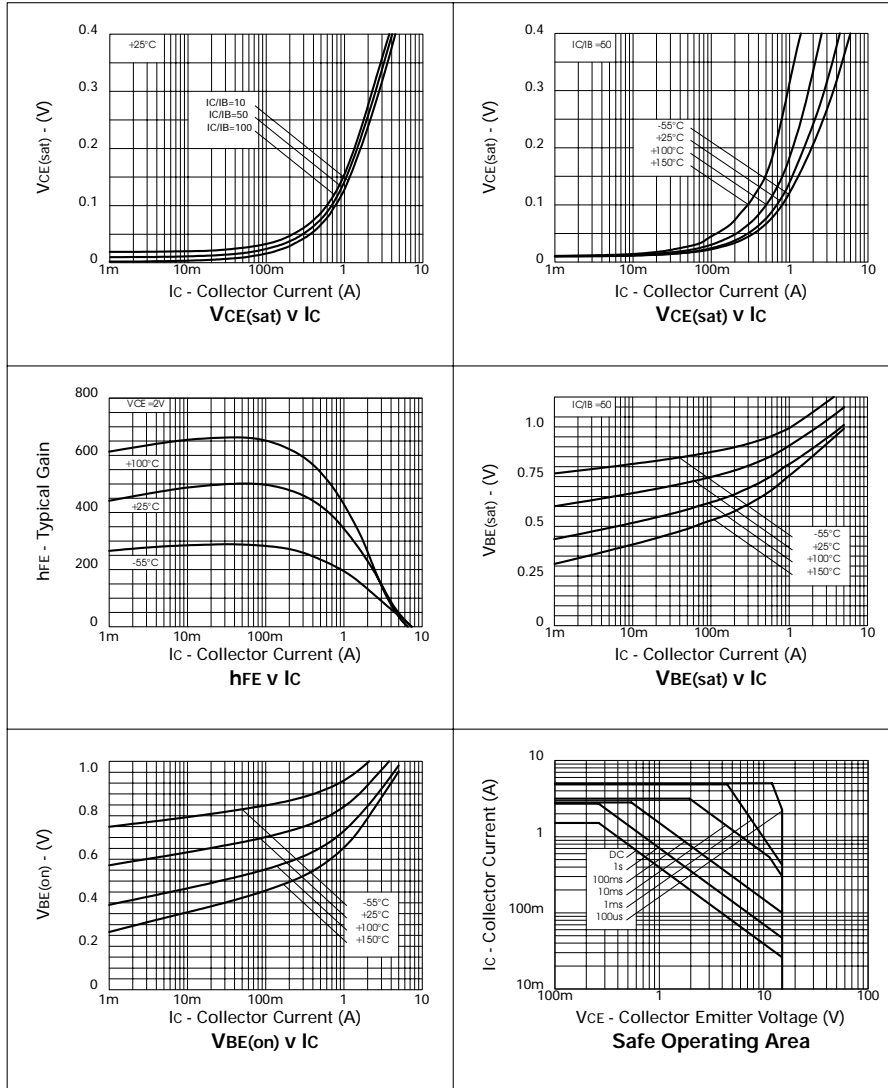 0.4
+25°C
0.3
IC/IB=10
IC/IB=50
IC/IB=100
0.2
0.1
0
VCE(sat) - (V)
1m 10m 100m 1 10
IC - Collector Current (A)
VCE(sat) v IC
0.4
IC/IB=50
0.3
-55°C
+25°C
+100°C
+150°C
0.2
0.1
0
VCE(sat) - (V)
1m 10m 100m 1 10
IC - Collector Current (A)
VCE(sat) v IC
800
VCE=2V
600
+100°C
400
+25°C
200
-55°C
0
hFE - Typical Gain
1m 10m 100m 1 10
IC - Collector Current (A)
hFE v IC
IC/IB=50
1.0
0.75
0.5
0.25
0
-55°C
+25°C
+100°C
+150°C
VBE(sat) - (V)
1m 10m 100m 1 10
IC - Collector Current (A)
VBE(sat) v IC
1.0
0.8
0.6
0.4
0.2
0
-55°C
+25°C
+100°C
+150°C
VBE(on) - (V)
1m 10m 100m 1 10
IC - Collector Current (A)
VBE(on) v IC
10
1
100m
10m
DC
1s
100ms
10ms
1ms
100us
IC - Collector Current (A)
100m 1 10 100
VCE - Collector Emitter Voltage (V)
Safe Operating Area